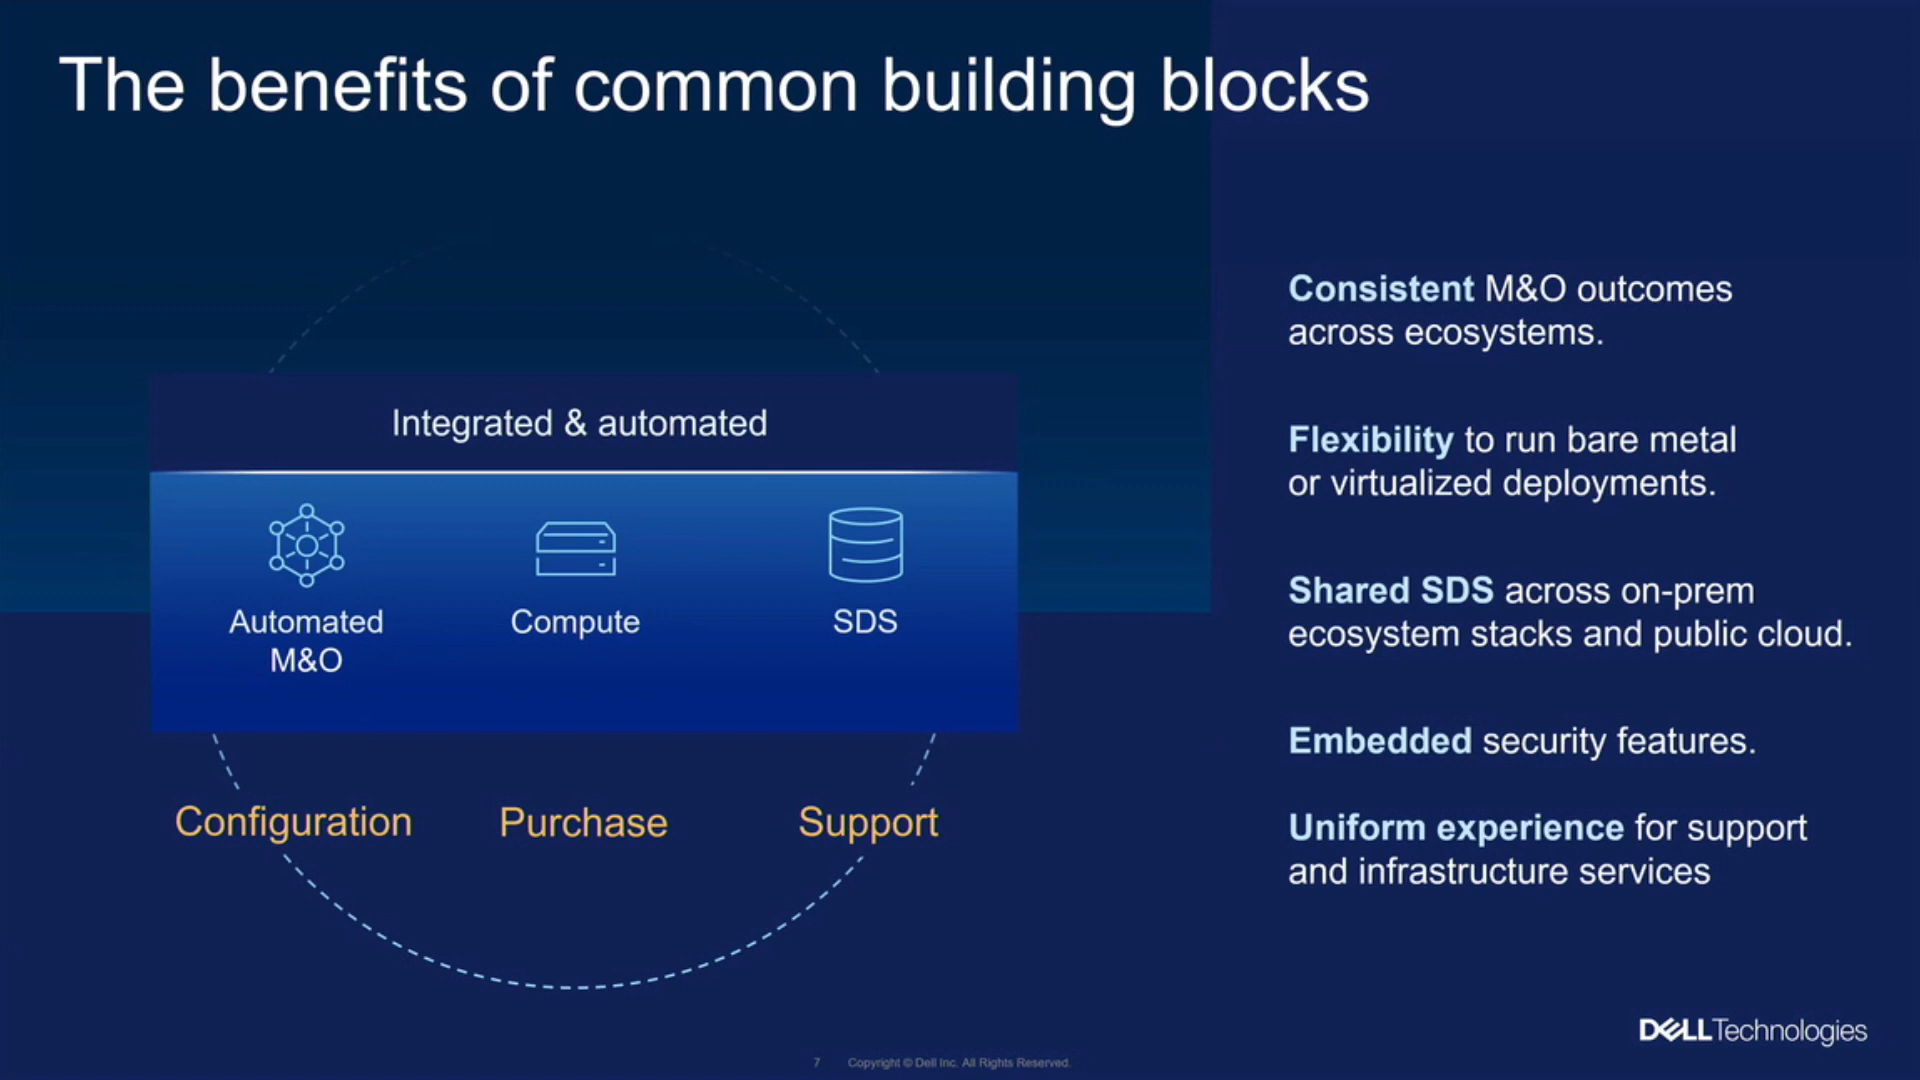 The benefits of common building blocks
Integrated & automated
Automated
M&O
Compute
SDS
Configuration
Purchase
Support
Consistent M&O outcomes
across ecosystems.
Flexibility to run bare metal
or virtualized deployments.
Shared SDS across on-prem
ecosystem stacks and public cloud.
Embedded security features.
Uniform experience for support
and infrastructure services
DELLTechnologies
7 Copyright © Dell Inc. All Rights Reserved.